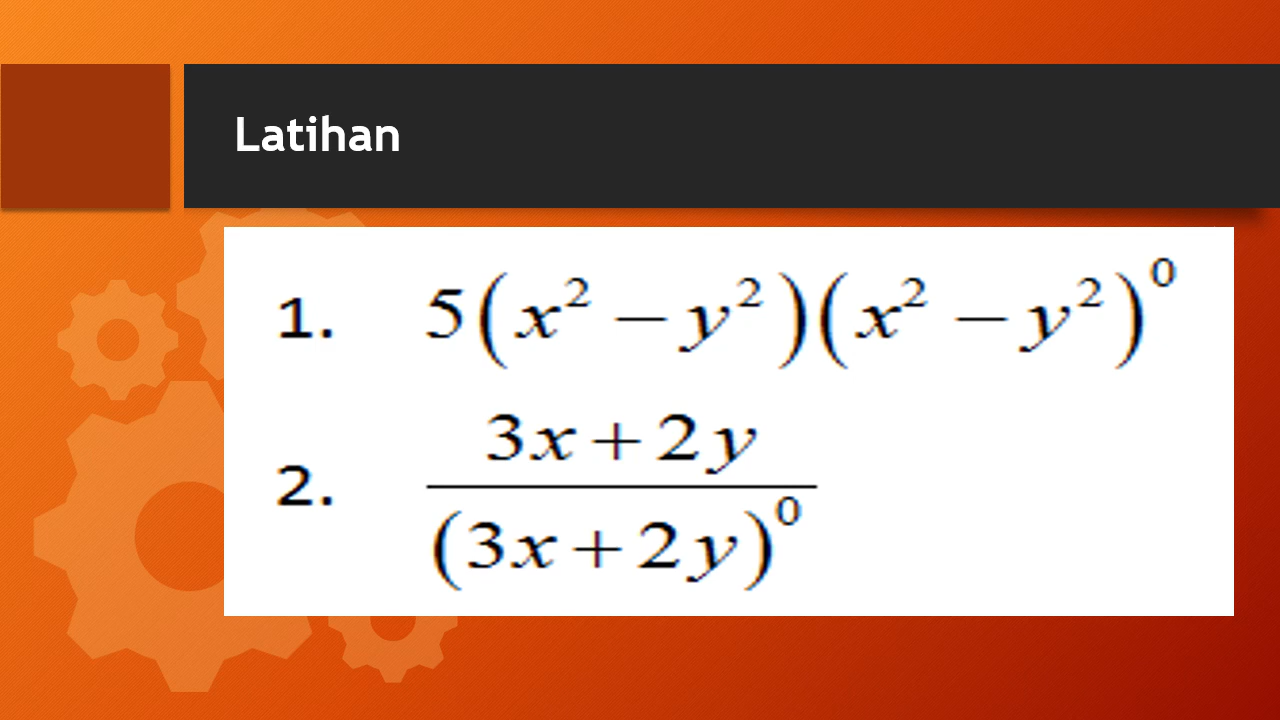 Latihan
1. 5(x² − y²)(x² − y²)⁰
2. 3x + 2y
(3x + 2y)⁰